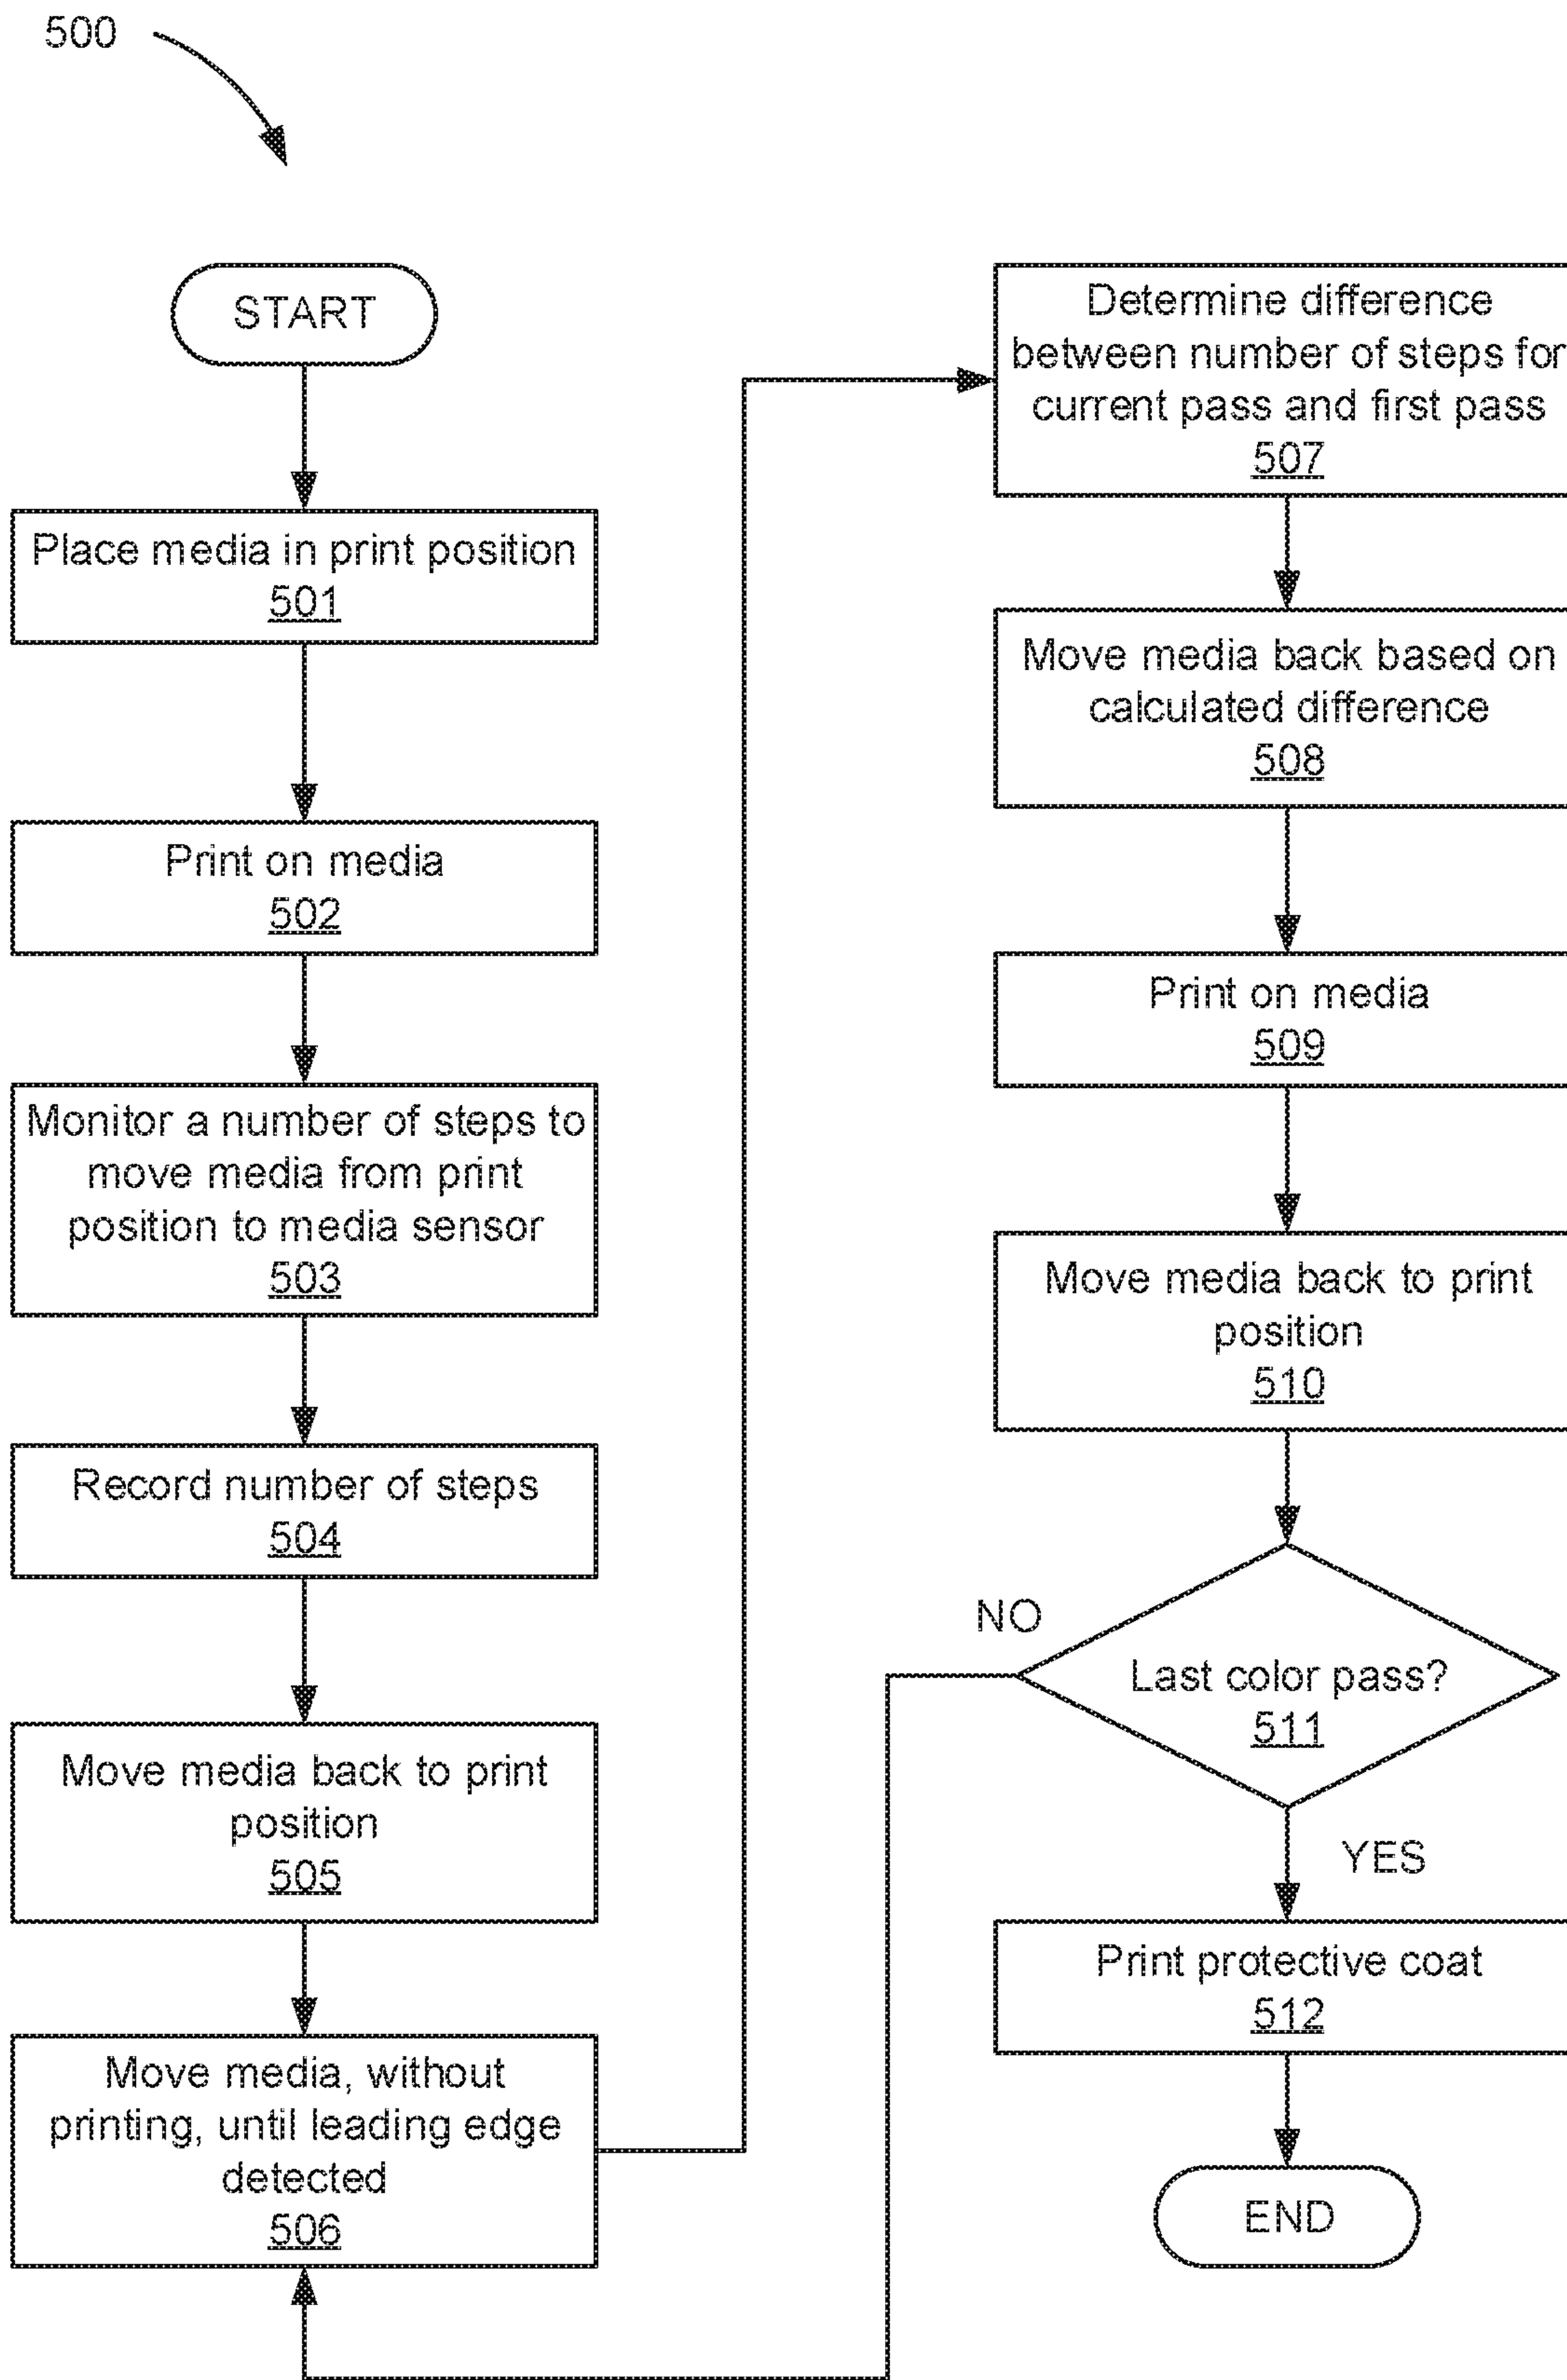 500
START
Place media in print position
501
Print on media
502
Monitor a number of steps to
move media from print
position to media sensor
503
Record number of steps
504
Move media back to print
position
505
Move media, without
printing, until leading edge
detected
506
Determine difference
between number of steps for
current pass and first pass
507
Move media back based on
calculated difference
508
Print on media
509
Move media back to print
position
510
NO
Last color pass?
511
YES
Print protective coat
512
END